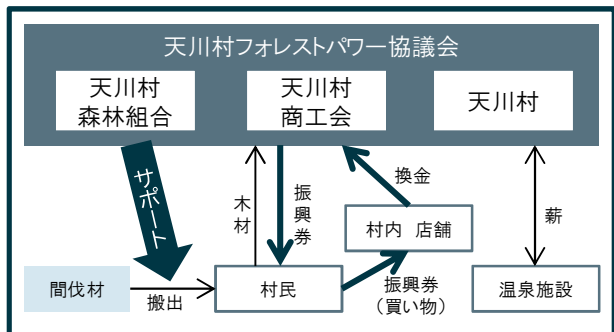 天川村フォレストパワー協議会
天川村
森林組合
天川村
商工会
天川村
サポート
木材
振興券
換金
村内 店舗
薪
間伐材
搬出
村民
振興券
(買い物)
温泉施設